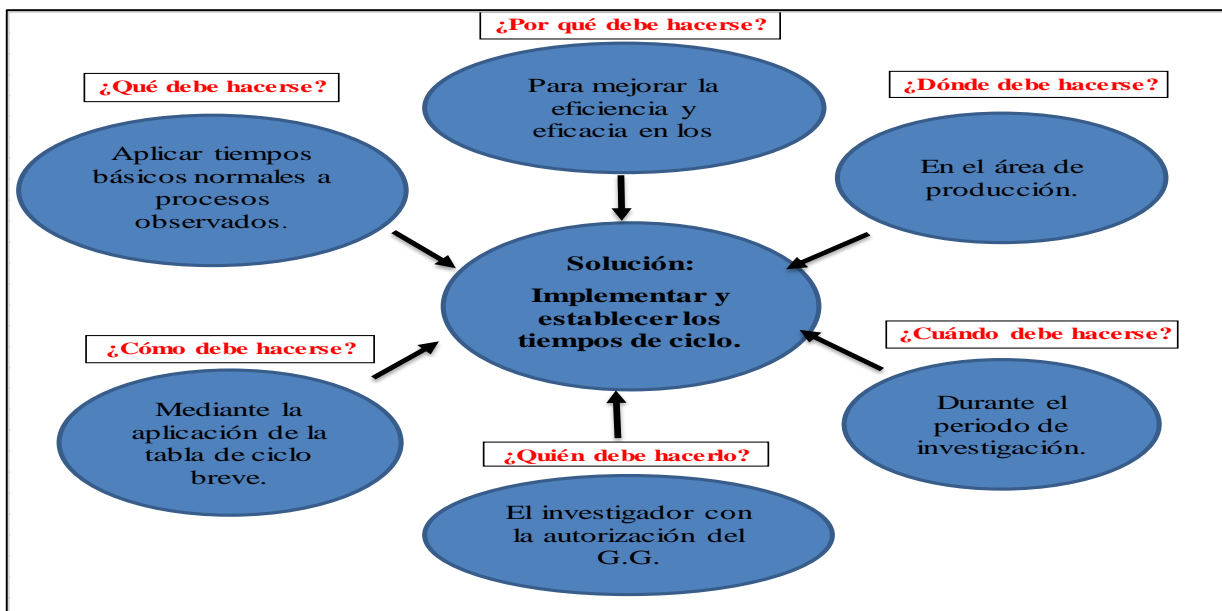 ¿Por qué debe hacerse?
Para mejorar la
eficiencia y
eficacia en los
¿Qué debe hacerse?
Aplicar tiempos
básicos normales a
procesos
observados.
¿Dónde debe hacerse?
En el área de
producción.
Solución:
Implementar y
establecer los
tiempos de ciclo.
¿Cómo debe hacerse?
Mediante la
aplicación de la
tabla de ciclo
breve.
¿Cuándo debe hacerse?
Durante el
periodo de
investigación.
¿Quién debe hacerlo?
El investigador con
la autorización del
G.G.